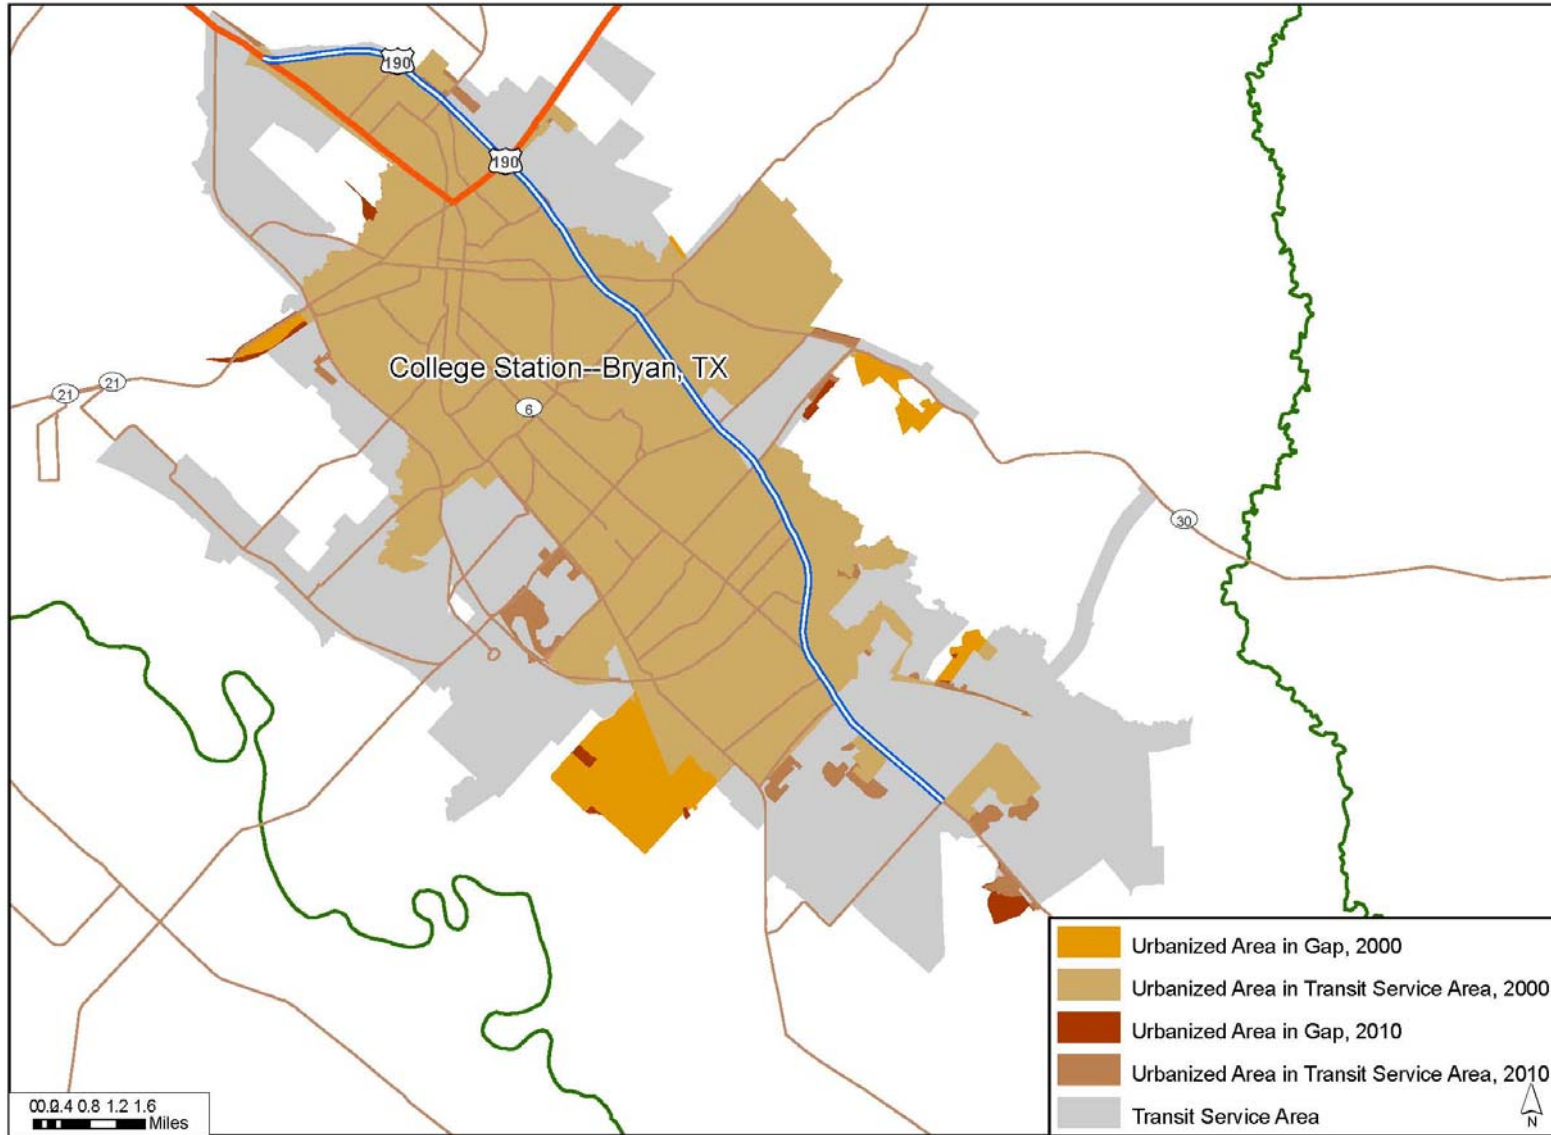 190
190
College Station--Bryan, TX
21
21
6
30
Urbanized Area in Gap, 2000
Urbanized Area in Transit Service Area, 2000
Urbanized Area in Gap, 2010
Urbanized Area in Transit Service Area, 2010
Transit Service Area
0.4 0.8 1.2 1.6
Miles
N